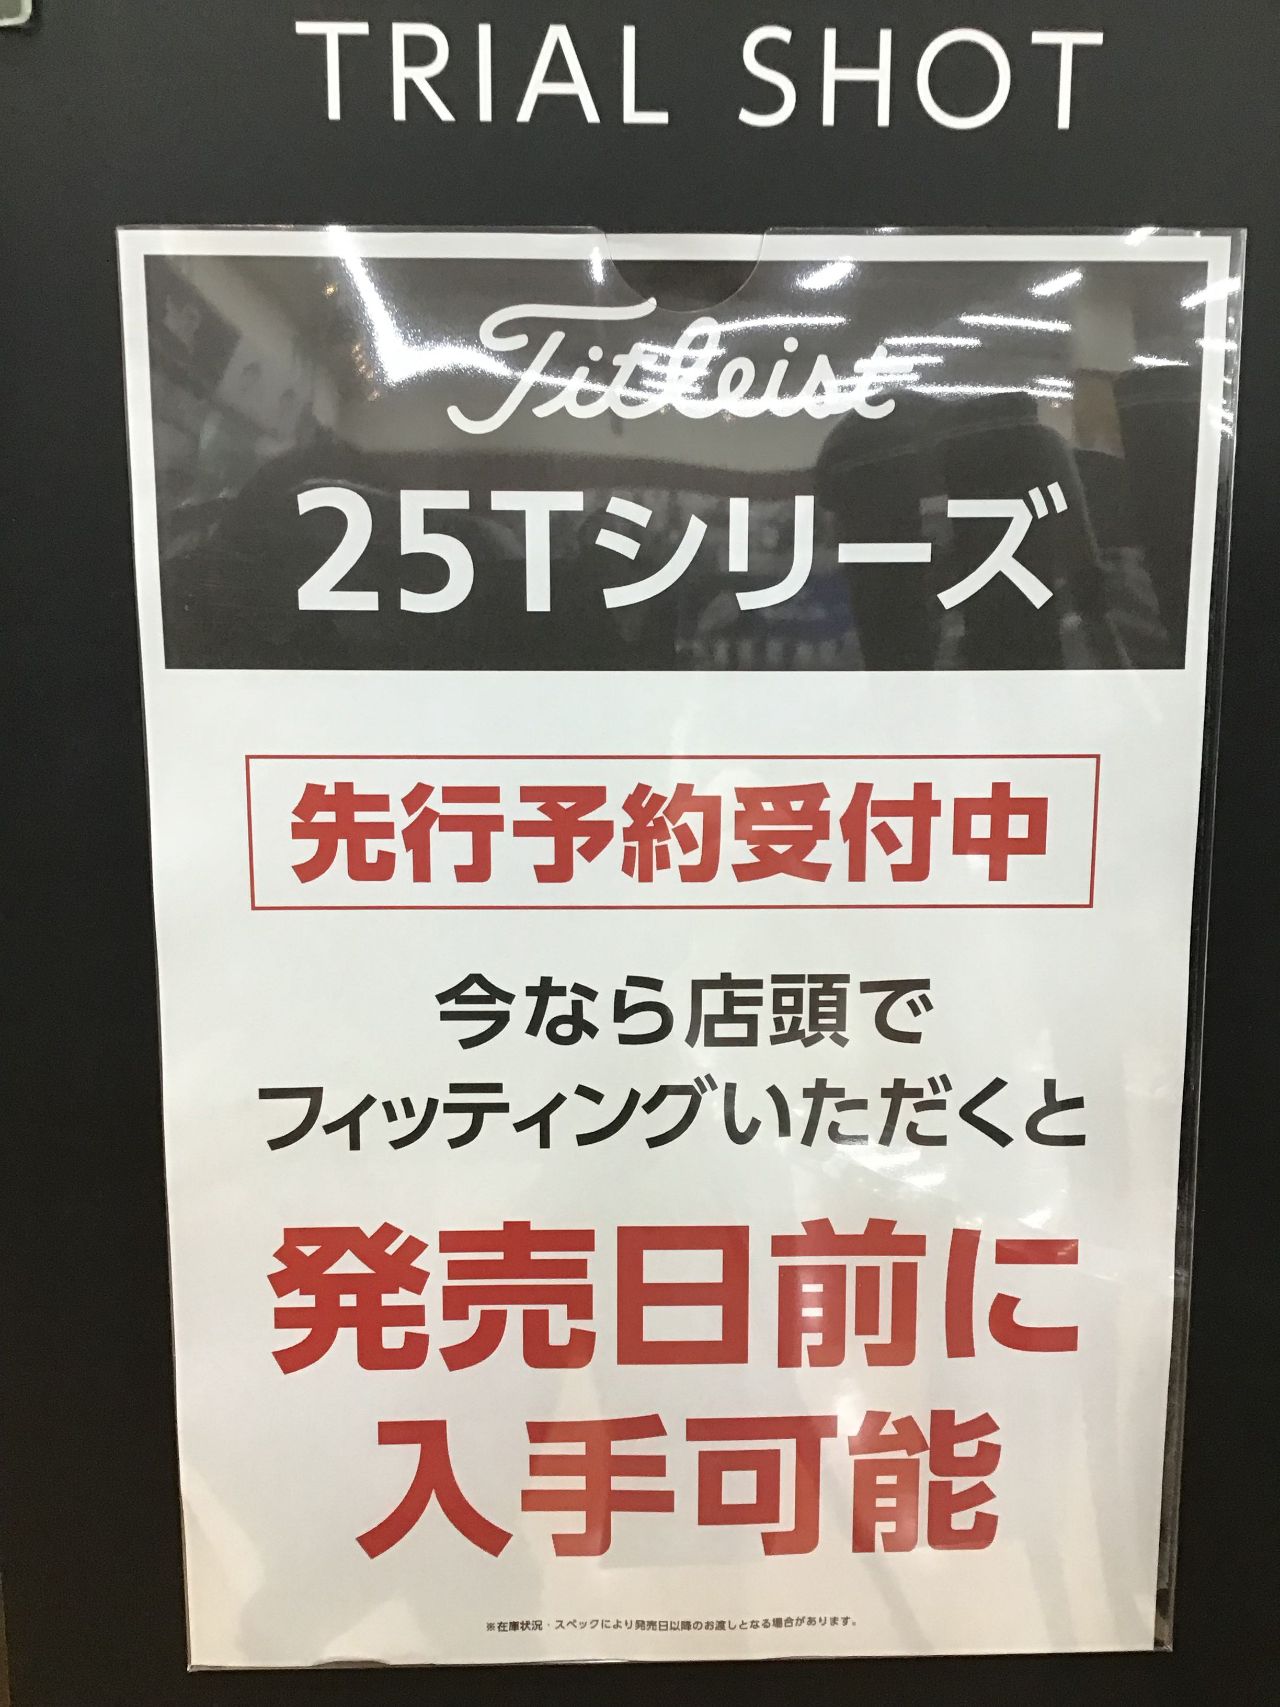 TRIAL SHOT
Titleist
25Tシリーズ
先行予約受付中
今なら店頭で
フィッティングいただくと
発売日前に
入手可能
※在庫状況・スペックにより発売日以降のお渡しとなる場合があります。